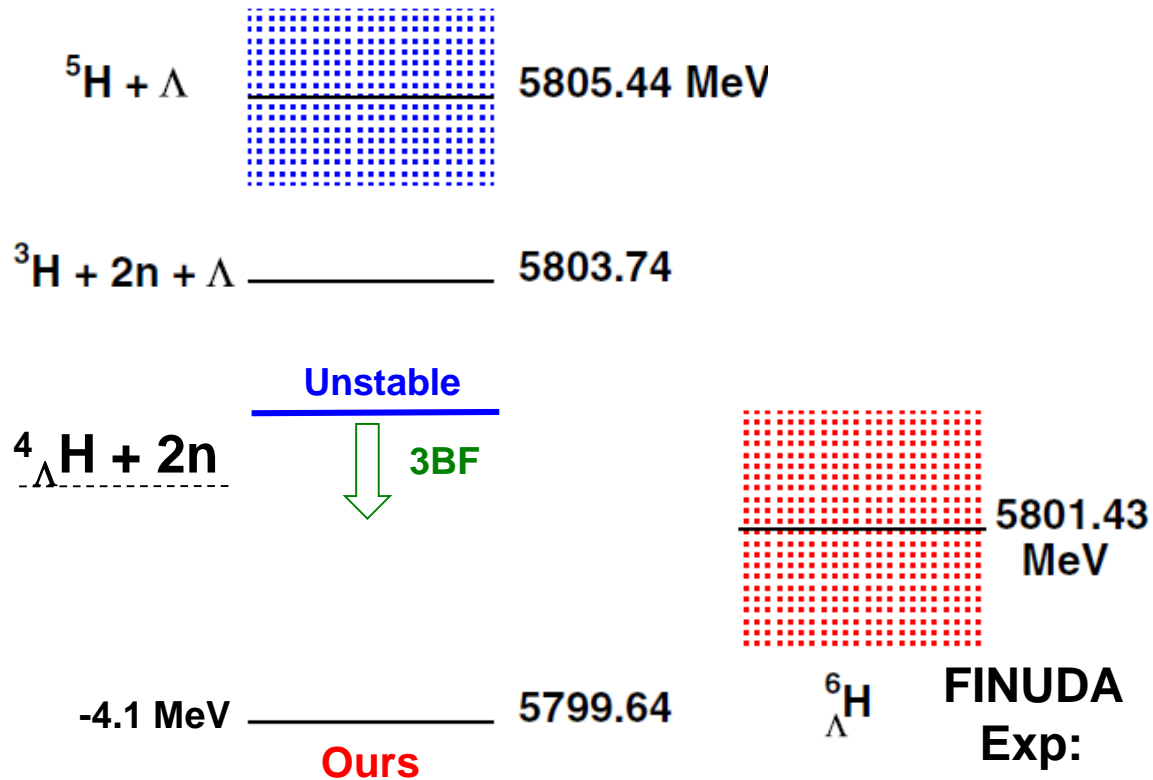 ⁵H + Λ
5805.44 MeV
³H + 2n + Λ
5803.74
Unstable
⁴ΛH + 2n
3BF
5801.43
MeV
-4.1 MeV
5799.64
Ours
⁶ΛH
FINUDA
Exp: